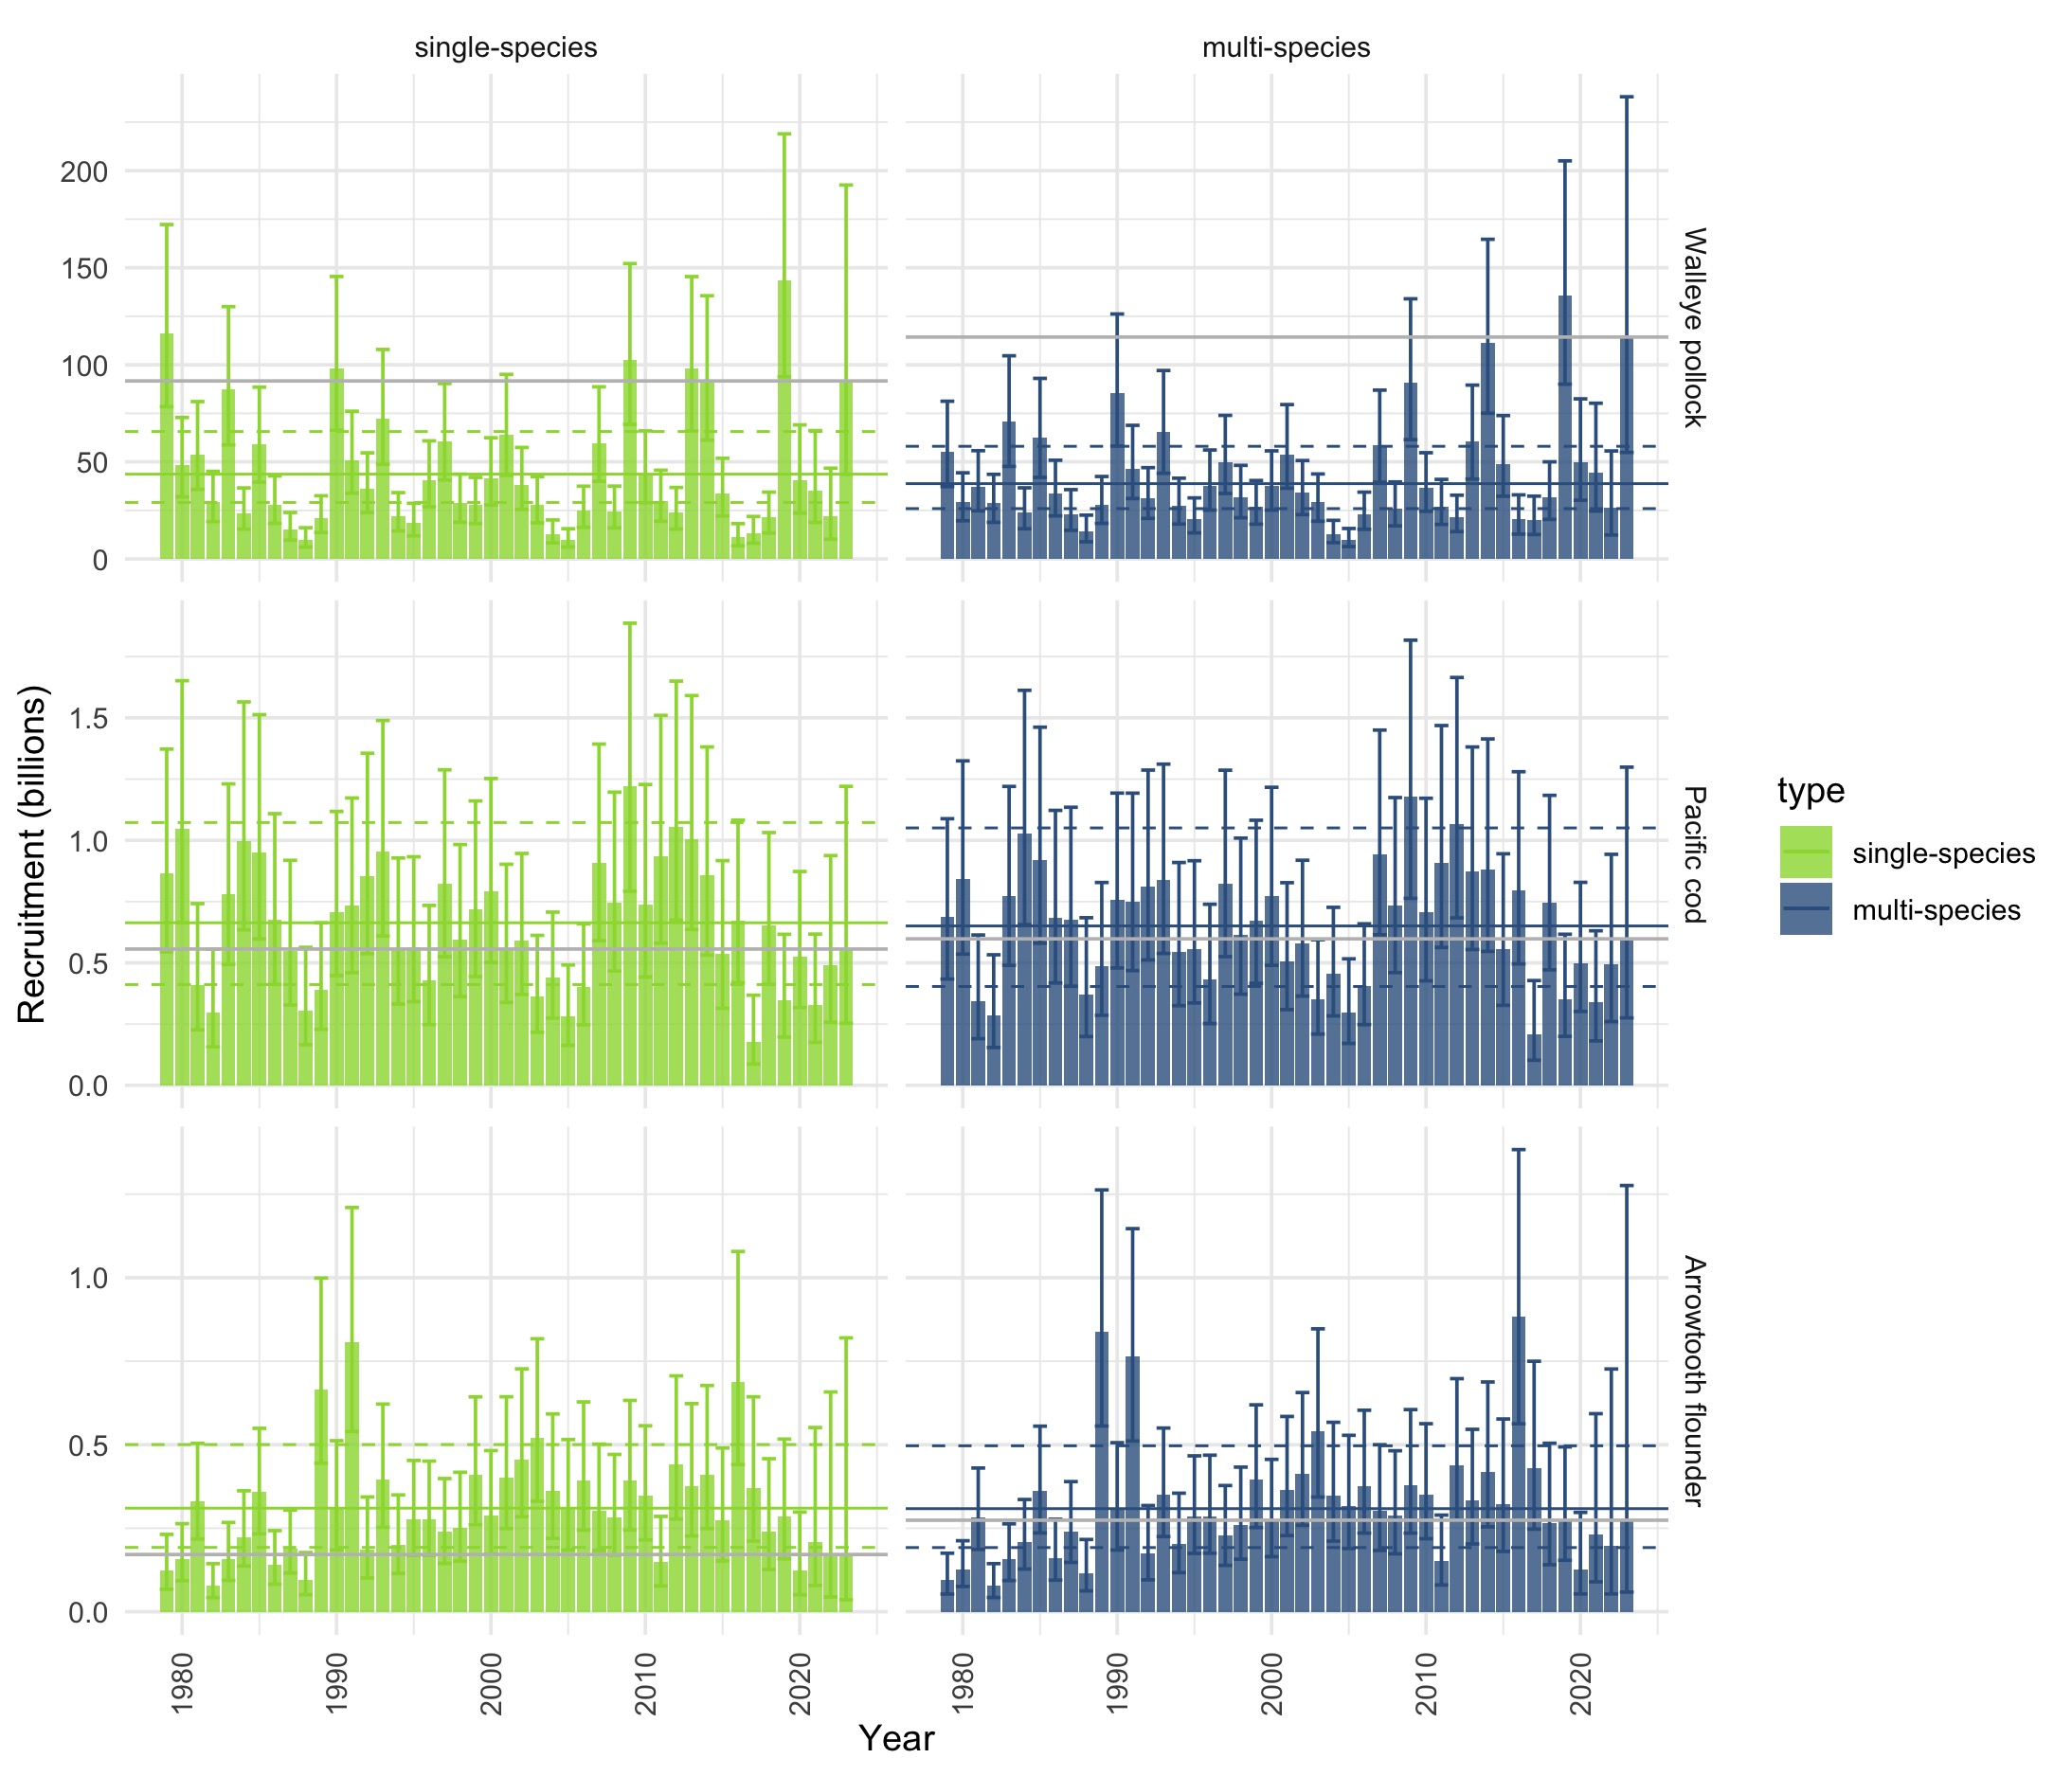 single-species
multi-species
200
150
100
50
0
Walleye pollock
Recruitment (billions)
1.5
1.0
0.5
0.0
Pacific cod
type
single-species
multi-species
1.0
0.5
0.0
Arrowtooth flounder
1980
1990
2000
2010
2020
1980
1990
2000
2010
2020
Year